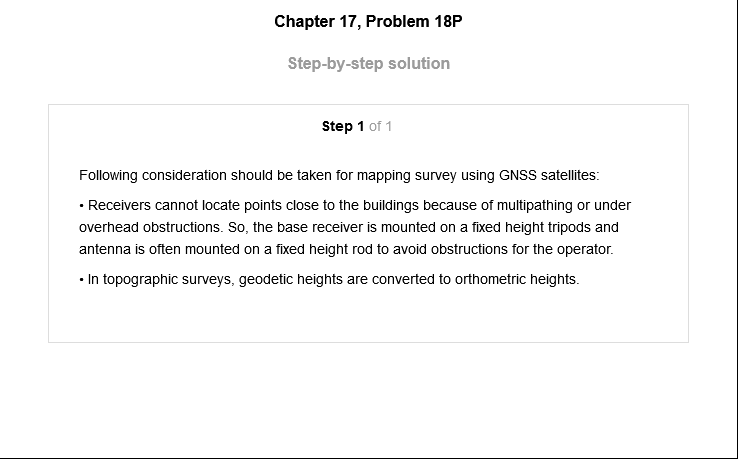 Chapter 17, Problem 18P
Step-by-step solution
Step 1 of 1
Following consideration should be taken for mapping survey using GNSS satellites:
• Receivers cannot locate points close to the buildings because of multipathing or under
overhead obstructions. So, the base receiver is mounted on a fixed height tripods and
antenna is often mounted on a fixed height rod to avoid obstructions for the operator.
• In topographic surveys, geodetic heights are converted to orthometric heights.